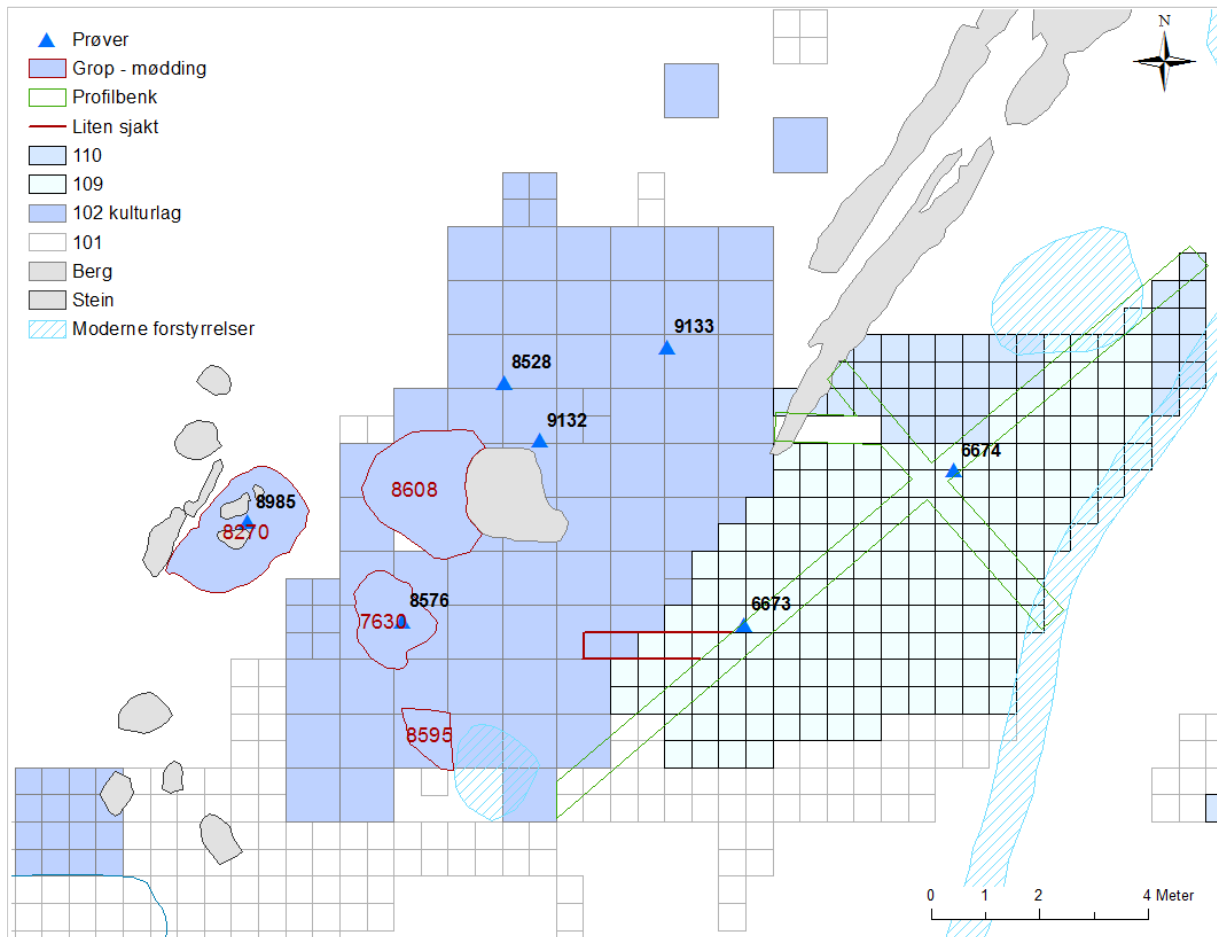 N
Prøver
Grop - mødding
Profilbenk
Liten sjakt
110
109
102 kulturlag
101
Berg
Stein
Moderne forstyrrelser
9133
8528
9132
6674
8608
8985
8270
8576
7630
6673
8595
0 1 2 4 Meter